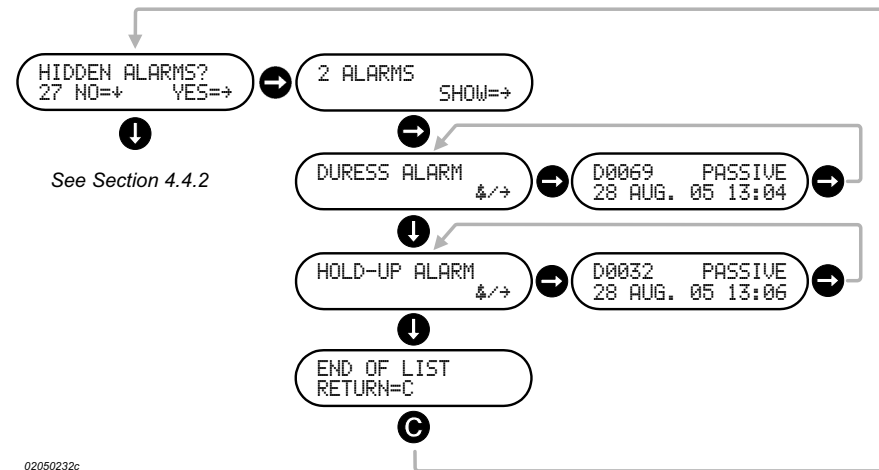 HIDDEN ALARMS?
27 NO=↓ YES=→
2 ALARMS
SHOW=→
See Section 4.4.2
DURESS ALARM
⍋/→
D0069 PASSIVE
28 AUG. 05 13:04
HOLD-UP ALARM
⍋/→
D0032 PASSIVE
28 AUG. 05 13:06
END OF LIST
RETURN=C
C
02050232c